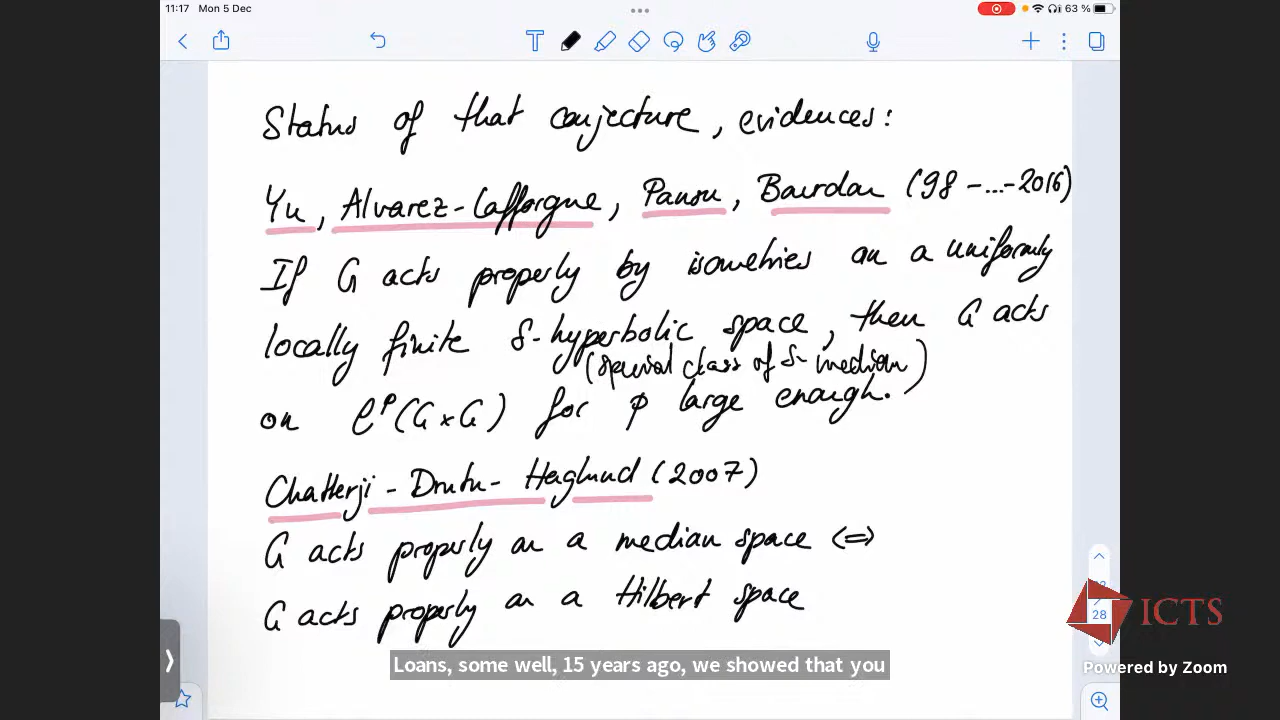 11:17 Mon 5 Dec
63 %
Status of that conjecture, evidences:
Yu, Alvarez-Lafforgue, Pansu, Bourdon (98 -...-2016)
If G acts properly by isometries on a uniformly
locally finite δ-hyperbolic space, then G acts
(special class of δ-median)
on ℓᵖ(G×G) for p large enough.
Chatterji - Drutu - Haglund (2007)
G acts properly on a median space ⇔
G acts properly on a Hilbert space
28
ICTS
Loans, some well, 15 years ago, we showed that you
Powered by Zoom